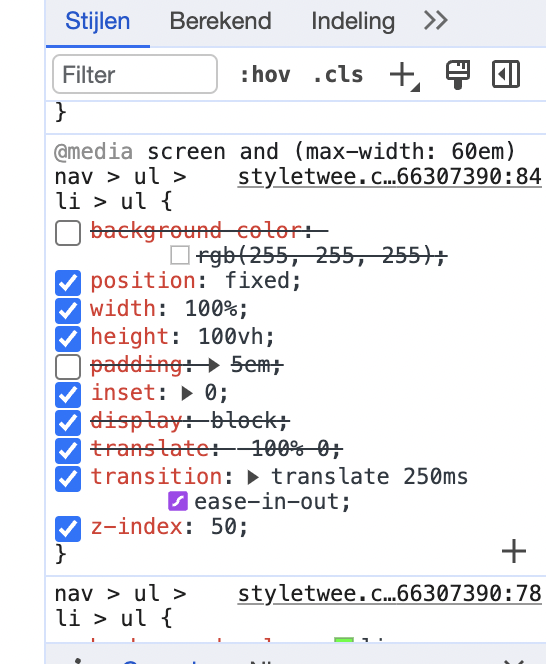 Stijlen Berekend Indeling
Filter :hov .cls
}
@media screen and (max-width: 60em)
nav > ul > styletwee.c…66307390:84
li > ul {
background-color:
rgb(255, 255, 255);
position: fixed;
width: 100%;
height: 100vh;
padding: 5em;
inset: 0;
display: block;
translate: -100% 0;
transition: translate 250ms
ease-in-out;
z-index: 50;
}
nav > ul > styletwee.c…66307390:78
li > ul {